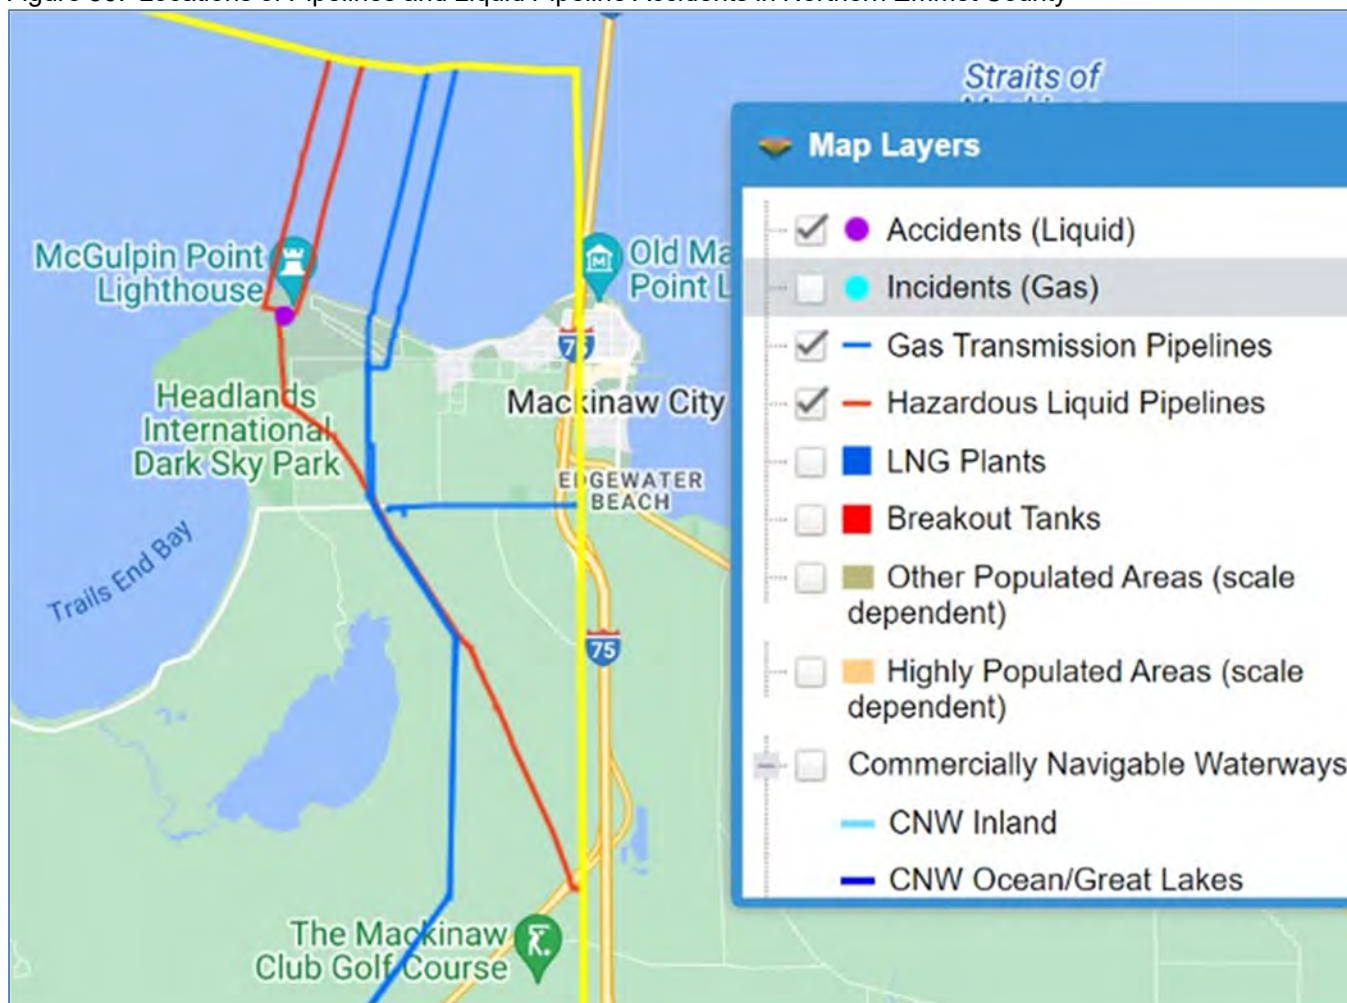 Straits of
Map Layers
Accidents (Liquid)
Incidents (Gas)
Gas Transmission Pipelines
Hazardous Liquid Pipelines
LNG Plants
Breakout Tanks
Other Populated Areas (scale
dependent)
Highly Populated Areas (scale
dependent)
Commercially Navigable Waterways
CNW Inland
CNW Ocean/Great Lakes
McGulpin Point
Lighthouse
Old Ma
Point L
M
75
Mackinaw City
Headlands
International
Dark Sky Park
EDGEWATER
BEACH
Trails End Bay
75
The Mackinaw
Club Golf Course